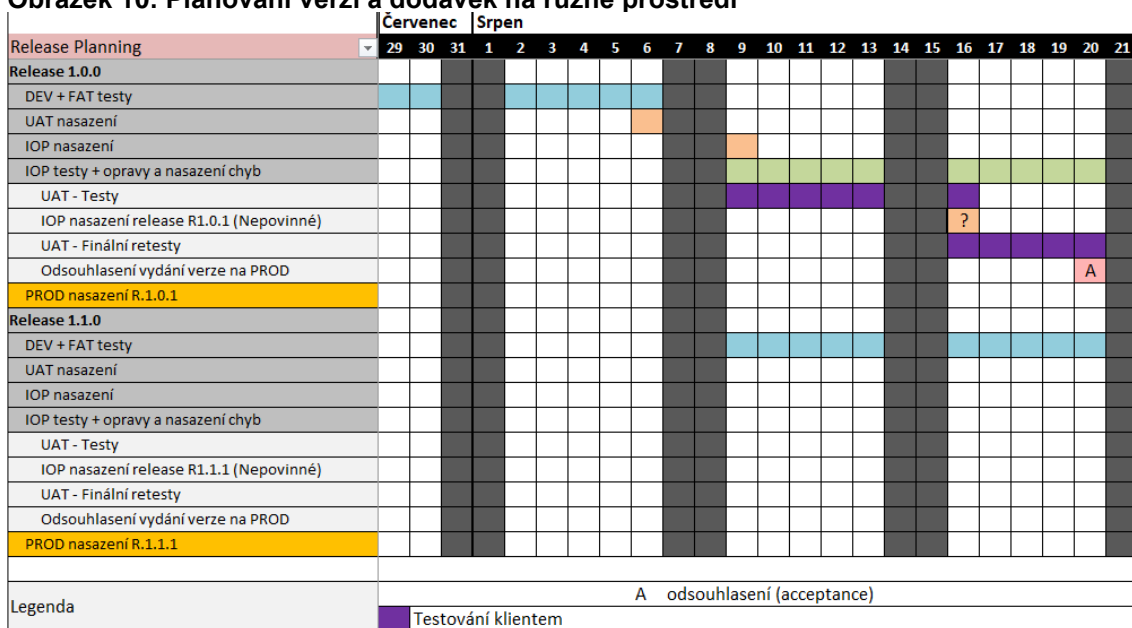 Obrázek 10: Plánování verzí a dodávek na různé prostředí
Červenec Srpen
Release Planning 29 30 31 1 2 3 4 5 6 7 8 9 10 11 12 13 14 15 16 17 18 19 20 21
Release 1.0.0
DEV + FAT testy
UAT nasazení
IOP nasazení
IOP testy + opravy a nasazení chyb
UAT - Testy
IOP nasazení release R1.0.1 (Nepovinné) ?
UAT - Finální retesty
Odsouhlasení vydání verze na PROD A
PROD nasazení R.1.0.1
Release 1.1.0
DEV + FAT testy
UAT nasazení
IOP nasazení
IOP testy + opravy a nasazení chyb
UAT - Testy
IOP nasazení release R1.1.1 (Nepovinné)
UAT - Finální retesty
Odsouhlasení vydání verze na PROD
PROD nasazení R.1.1.1
A odsouhlasení (acceptance)
Legenda
Testování klientem